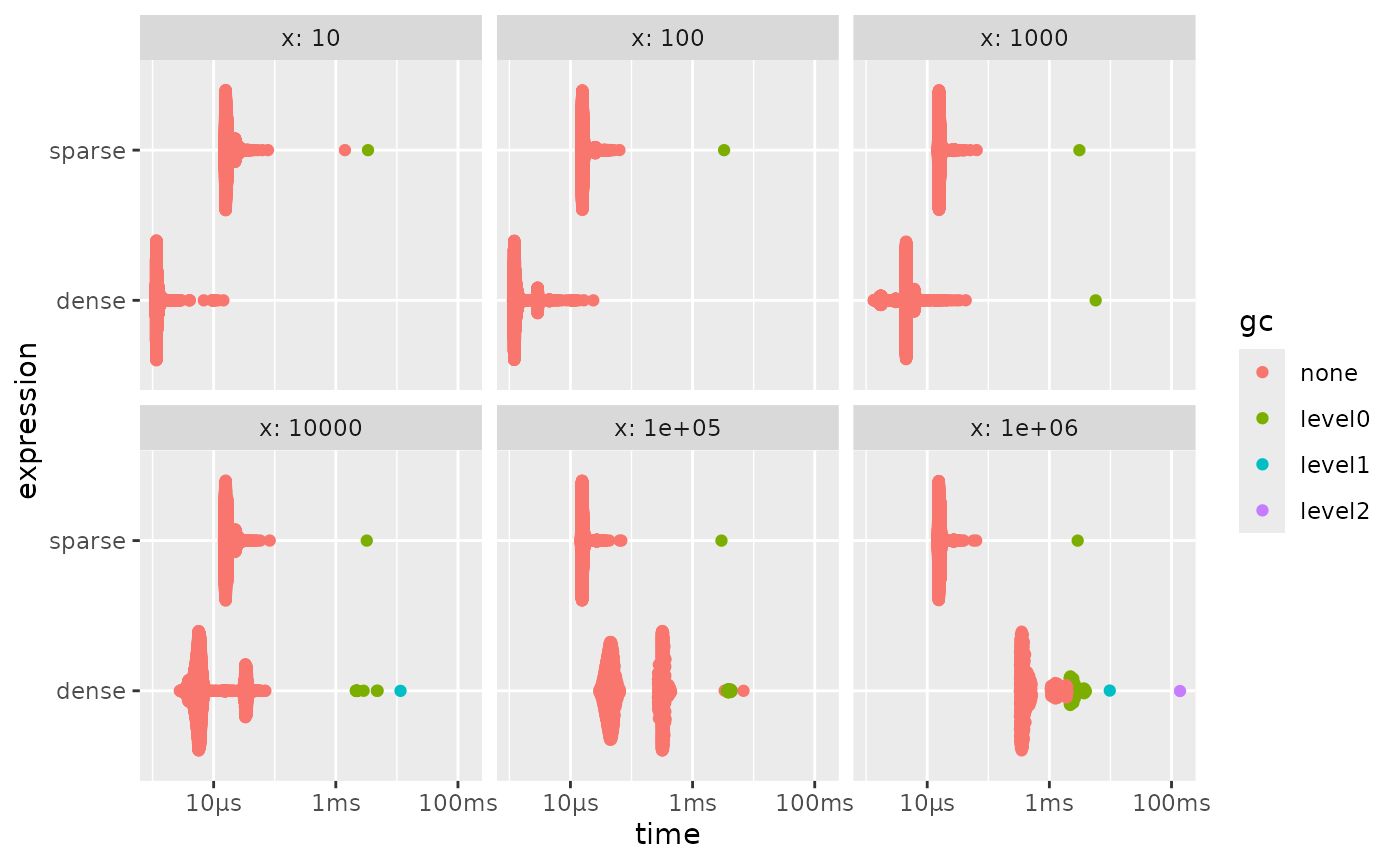 x: 10
x: 100
x: 1000
sparse
dense
x: 10000
x: 1e+05
x: 1e+06
sparse
dense
10µs
1ms
100ms
10µs
1ms
100ms
10µs
1ms
100ms
time
expression
gc
none
level0
level1
level2